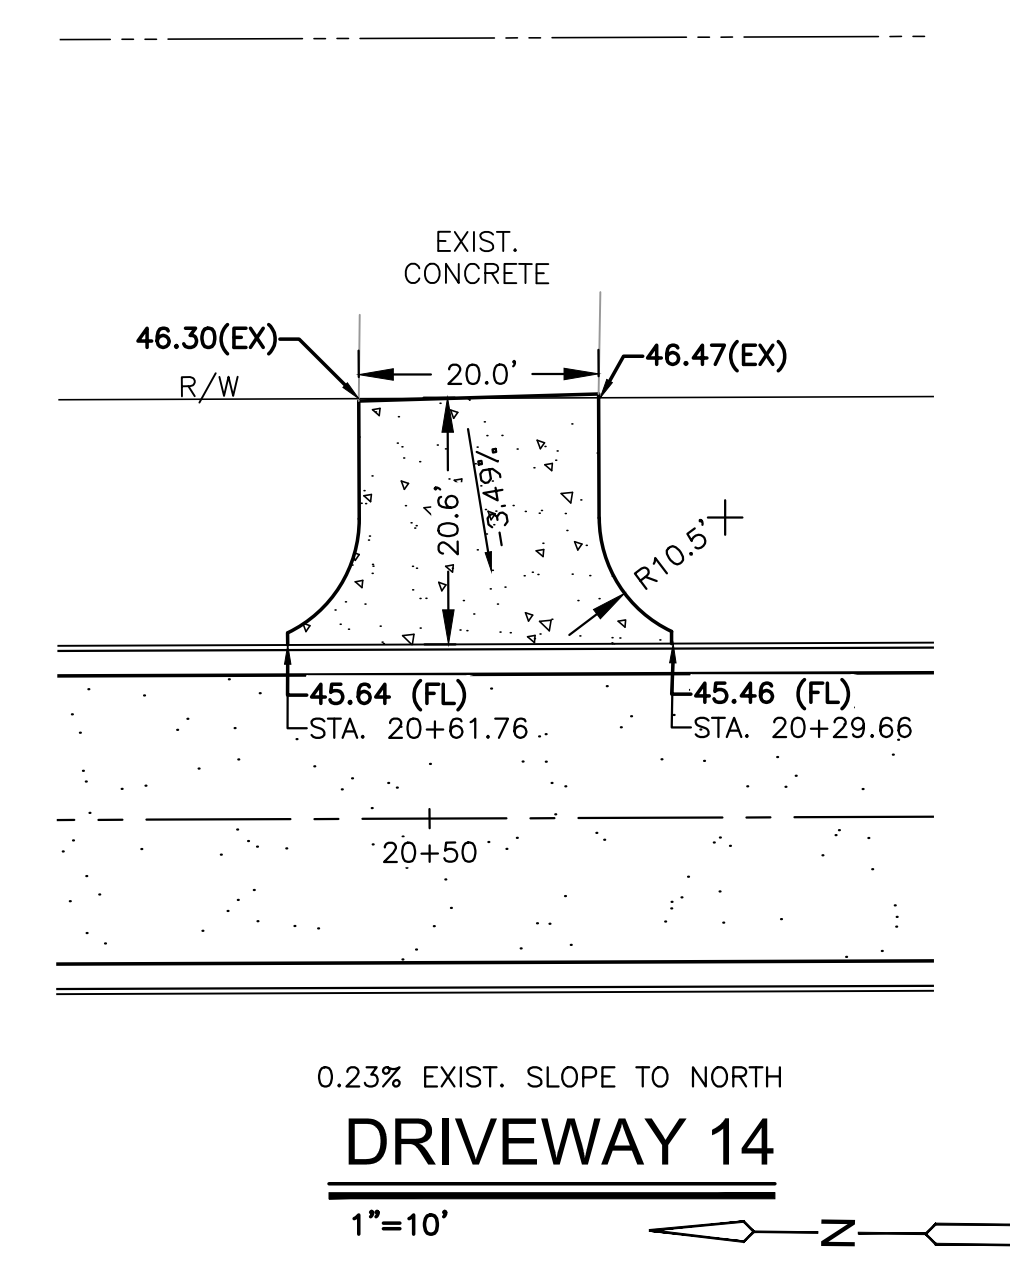 EXIST.
CONCRETE
46.30(EX)
46.47(EX)
20.0'
R/W
20.6'
-3.49%
R10.5'
45.64 (FL)
STA. 20+61.76
45.46 (FL)
STA. 20+29.66
20+50
0.23% EXIST. SLOPE TO NORTH
DRIVEWAY 14
1"=10'
N